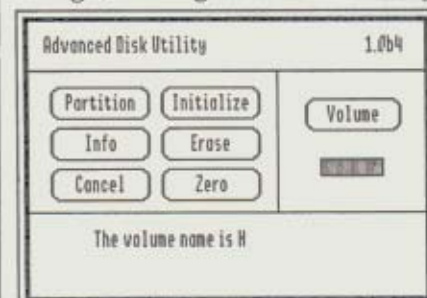 Advanced Disk Utility 1.0b4
Partition Initialize
Volume
Info Erase
Cancel Zero
The volume name is H